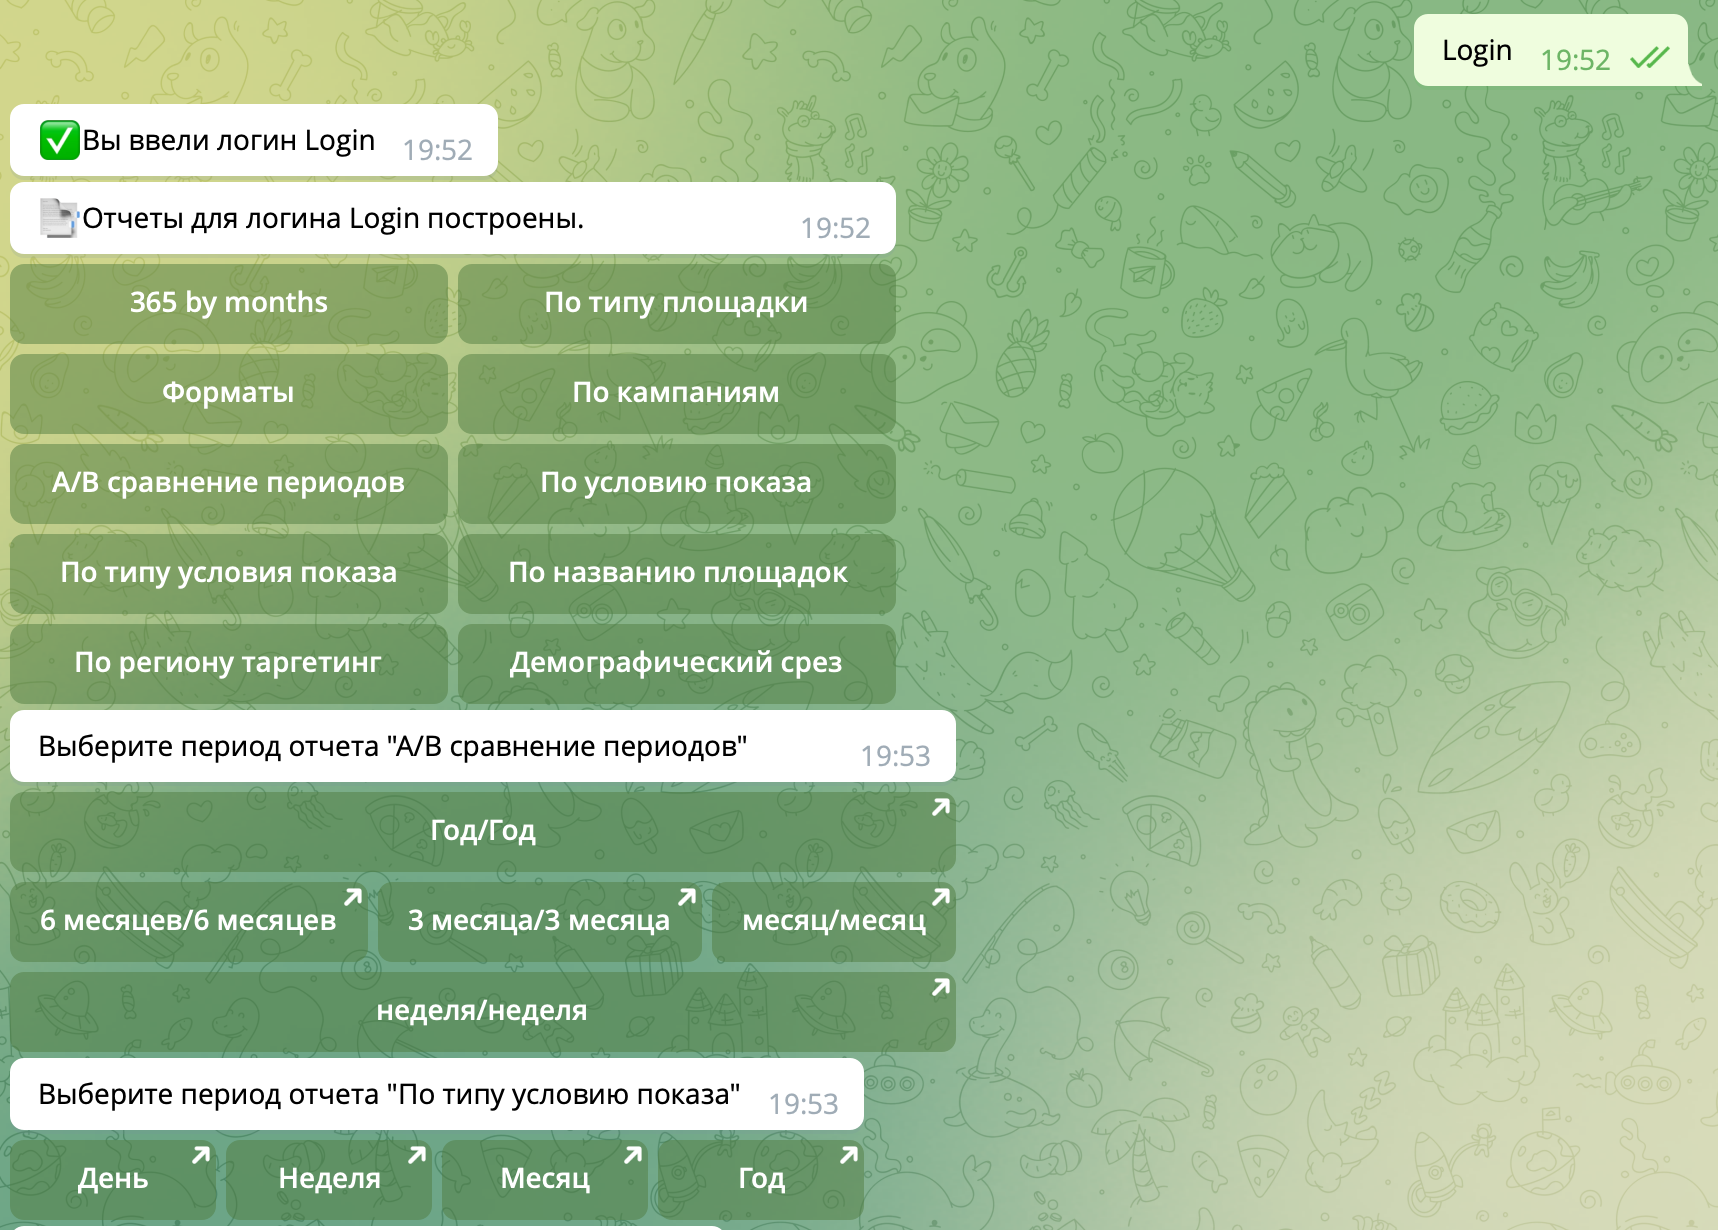 Login 19:52
Вы ввели логин Login 19:52
Отчеты для логина Login построены. 19:52
365 by months
По типу площадки
Форматы
По кампаниям
A/B сравнение периодов
По условию показа
По типу условия показа
По названию площадок
По региону таргетинг
Демографический срез
Выберите период отчета "A/B сравнение периодов" 19:53
Год/Год
6 месяцев/6 месяцев
3 месяца/3 месяца
месяц/месяц
неделя/неделя
Выберите период отчета "По типу условию показа" 19:53
День
Неделя
Месяц
Год